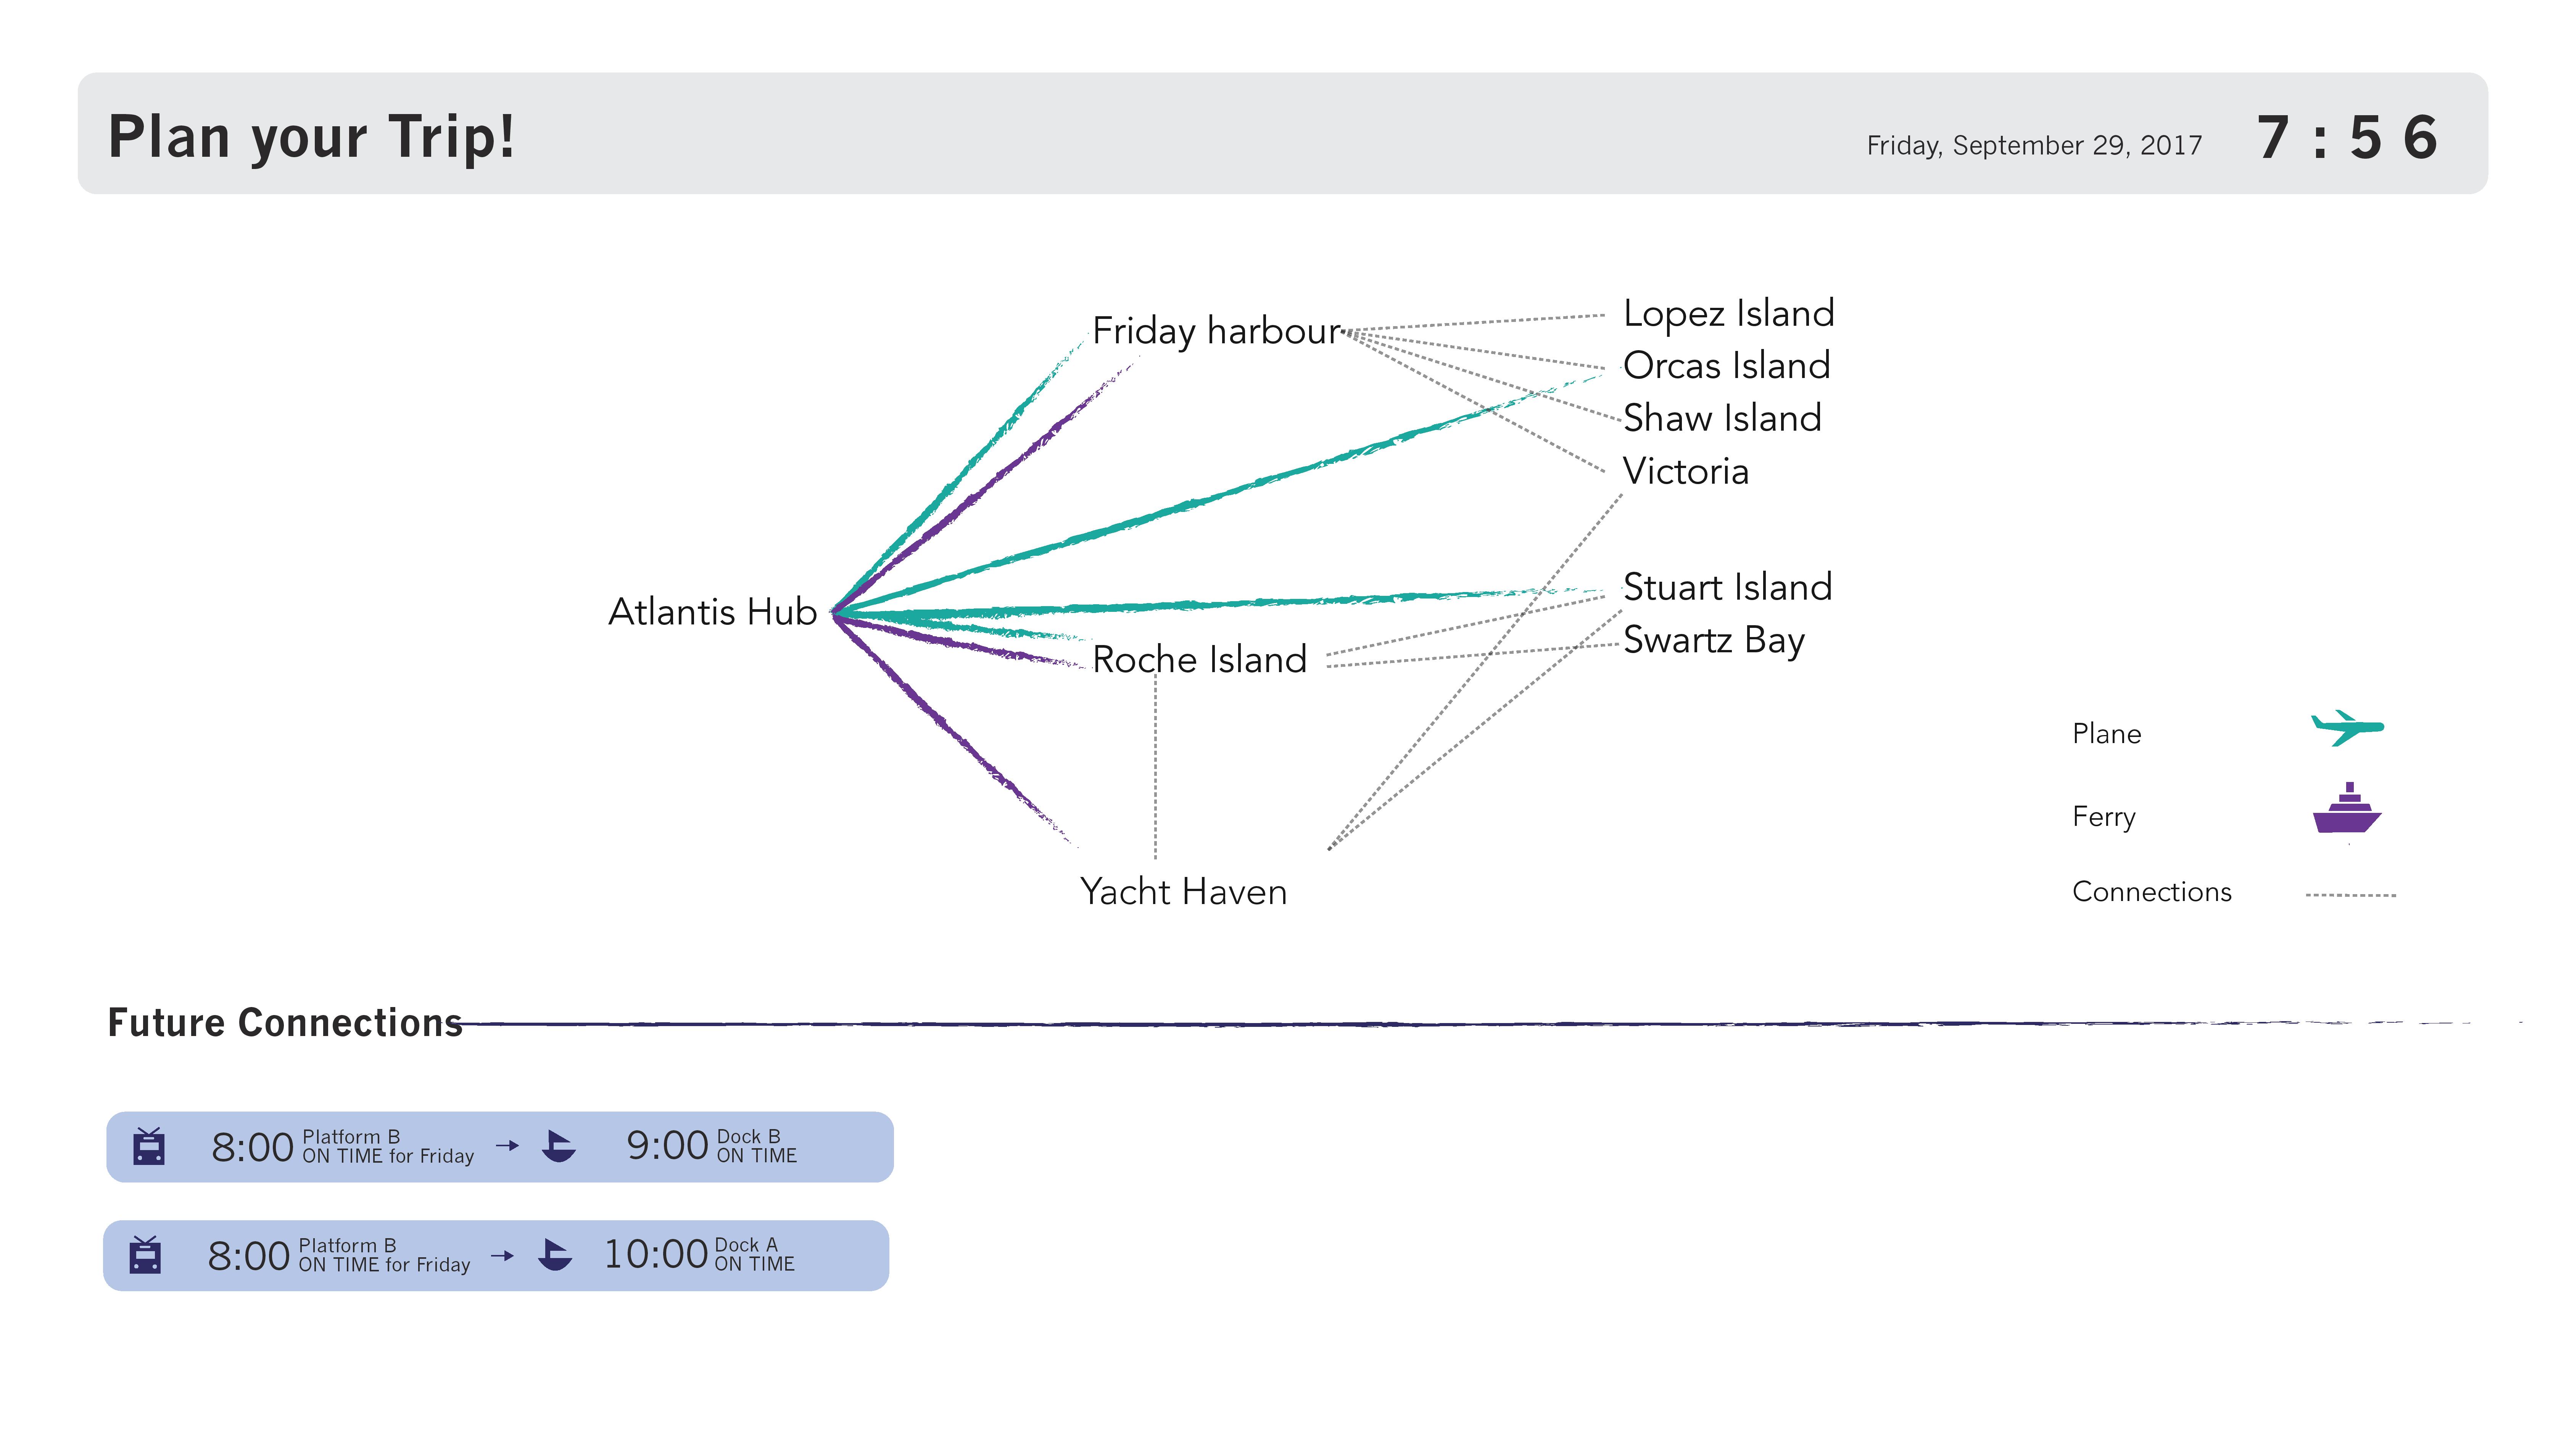 Plan your Trip!
Friday, September 29, 2017
7:56
Friday harbour
Lopez Island
Orcas Island
Shaw Island
Victoria
Atlantis Hub
Stuart Island
Swartz Bay
Roche Island
Yacht Haven
Plane
Ferry
Connections
Future Connections
8:00
Platform B
ON TIME for Friday
9:00
Dock B
ON TIME
8:00
Platform B
ON TIME for Friday
10:00
Dock A
ON TIME